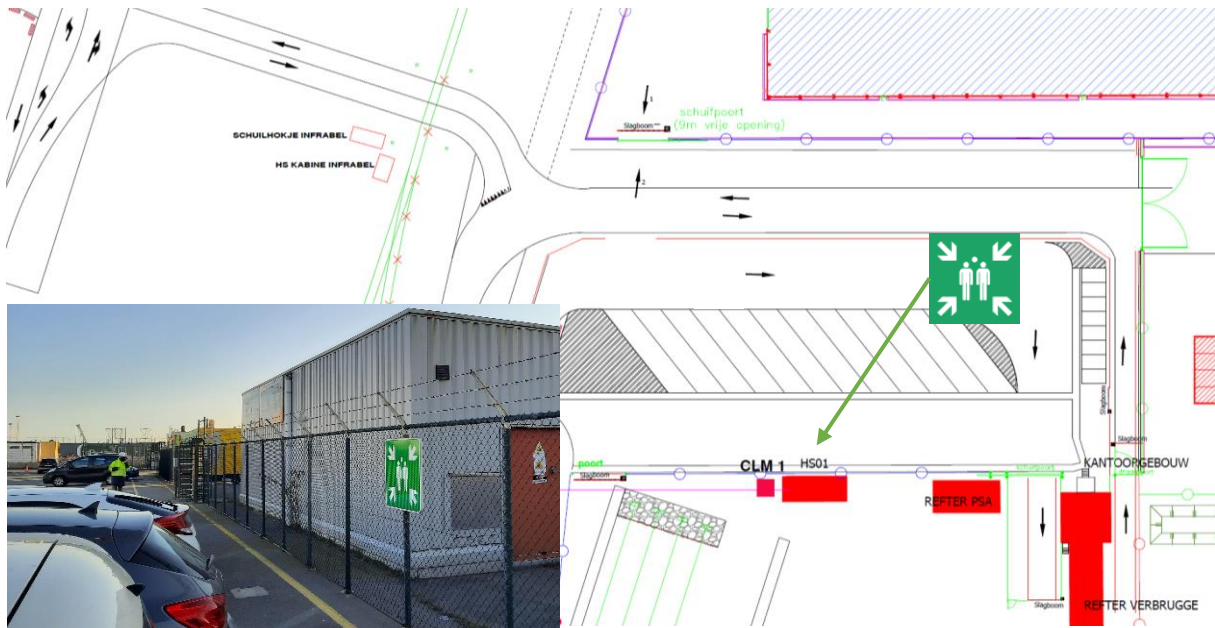 SCHUILHOKJE INFRABEL
HS KABINE INFRABEL
1
schuifpoort
(9m vrije opening)
Slagboom
2
Slagboom
Slagboom
poort
Slagboom
CLM 1
HS01
KANTOORGEBOUW
REFTER PSA
Slagboom
REFTER VERBRUGGE